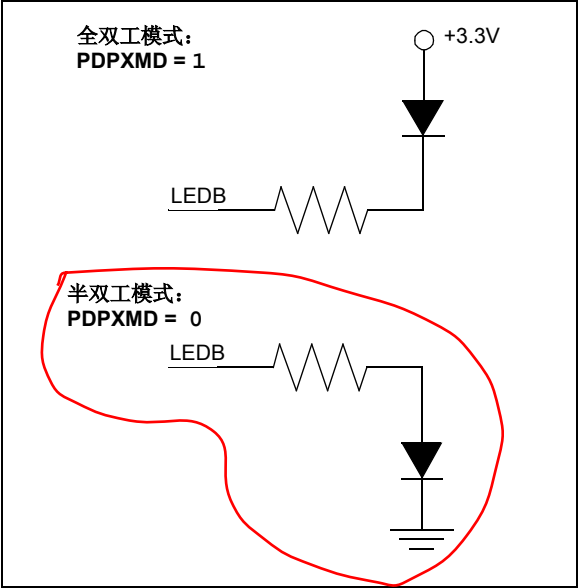 全双工模式：
PDPXMD = 1
+3.3V
LEDB
半双工模式：
PDPXMD = 0
LEDB